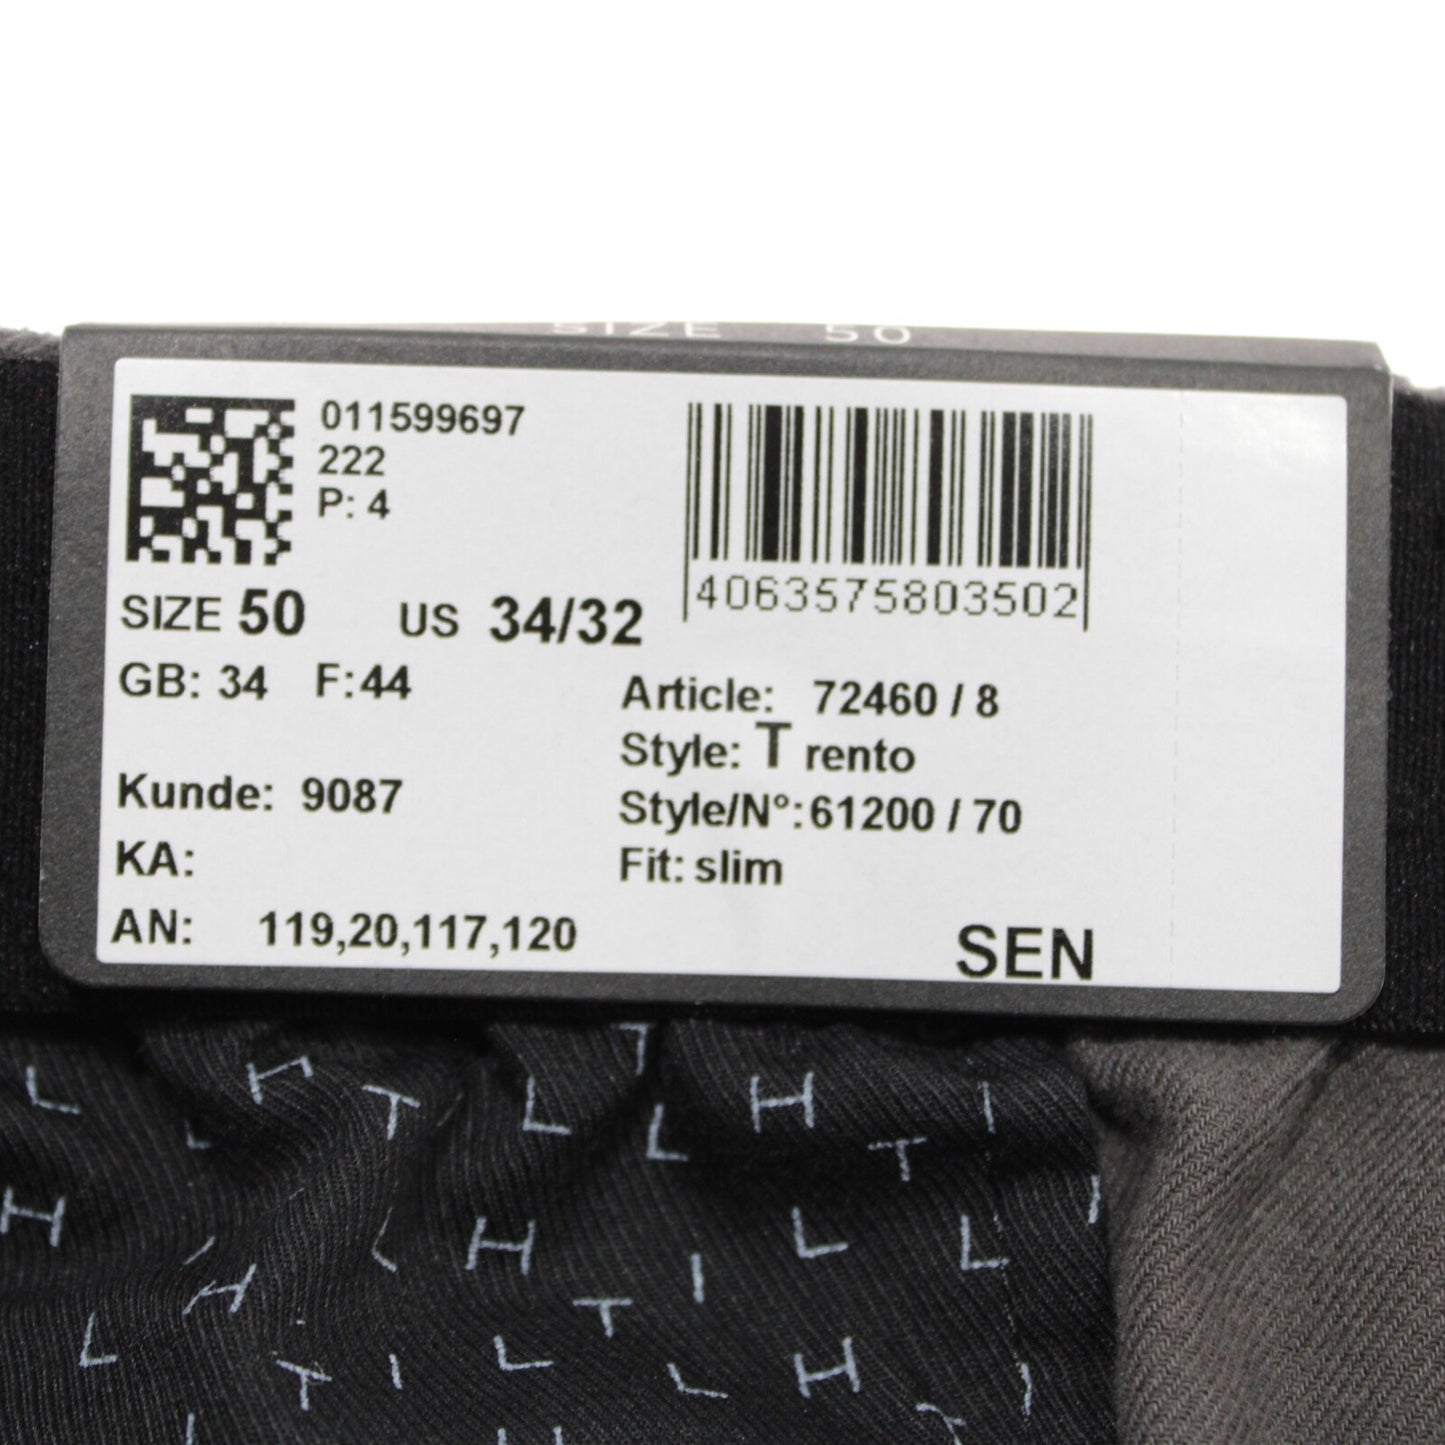 SIZE 50
011599697
222
P: 4
4063575803502
SIZE 50 US 34/32
GB: 34 F:44
Article: 72460 / 8
Style: T rento
Kunde: 9087
Style/N°:61200 / 70
KA:
Fit: slim
AN: 119,20,117,120
SEN
L H T L L H T I
H H I L L
H T
L T I L L H